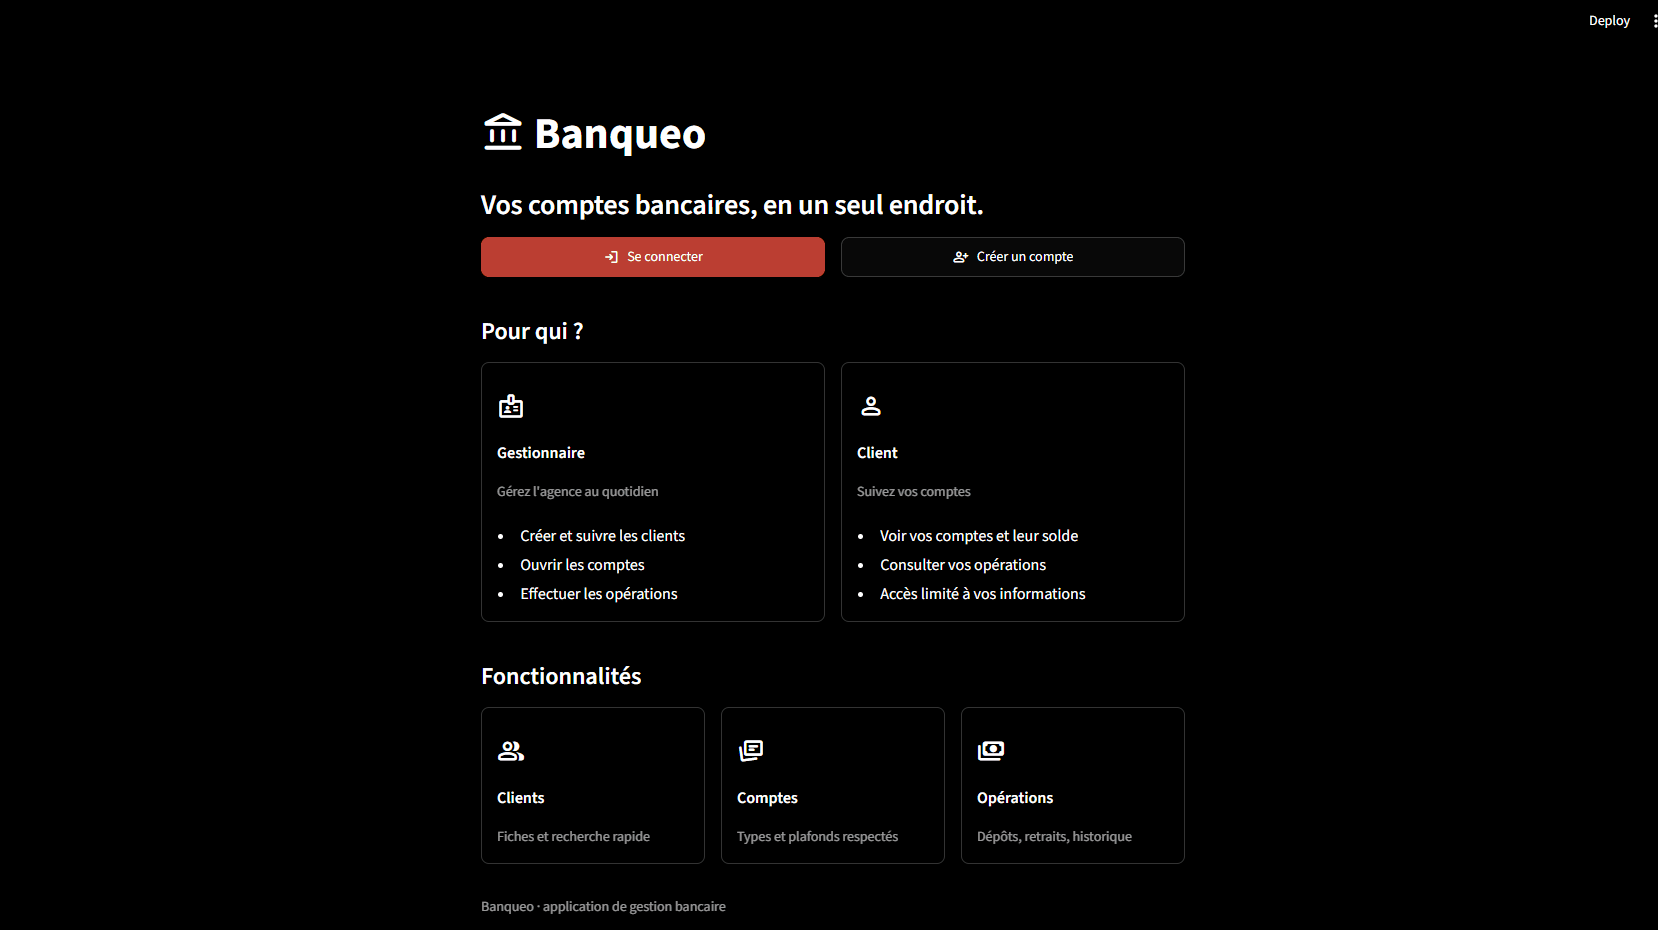 Deploy
Banqueo
Vos comptes bancaires, en un seul endroit.
Se connecter
Créer un compte
Pour qui ?
Gestionnaire
Gérez l'agence au quotidien
• Créer et suivre les clients
• Ouvrir les comptes
• Effectuer les opérations
Client
Suivez vos comptes
• Voir vos comptes et leur solde
• Consulter vos opérations
• Accès limité à vos informations
Fonctionnalités
Clients
Fiches et recherche rapide
Comptes
Types et plafonds respectés
Opérations
Dépôts, retraits, historique
Banqueo · application de gestion bancaire